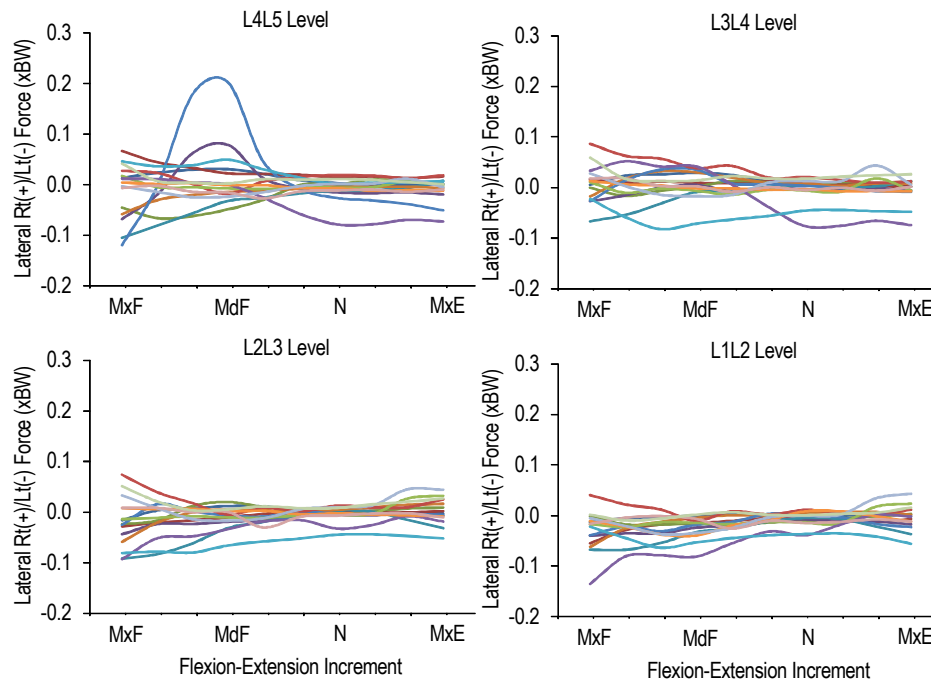 L4L5 Level
Lateral Rt(+)/Lt(-) Force (xBW)
0.3
0.2
0.1
0.0
-0.1
-0.2
MxF MdF N MxE
L3L4 Level
Lateral Rt(+)/Lt(-) Force (xBW)
0.3
0.2
0.1
0.0
-0.1
-0.2
MxF MdF N MxE
L2L3 Level
Lateral Rt(+)/Lt(-) Force (xBW)
0.3
0.2
0.1
0.0
-0.1
-0.2
MxF MdF N MxE
Flexion-Extension Increment
L1L2 Level
Lateral Rt(+)/Lt(-) Force (xBW)
0.3
0.2
0.1
0.0
-0.1
-0.2
MxF MdF N MxE
Flexion-Extension Increment